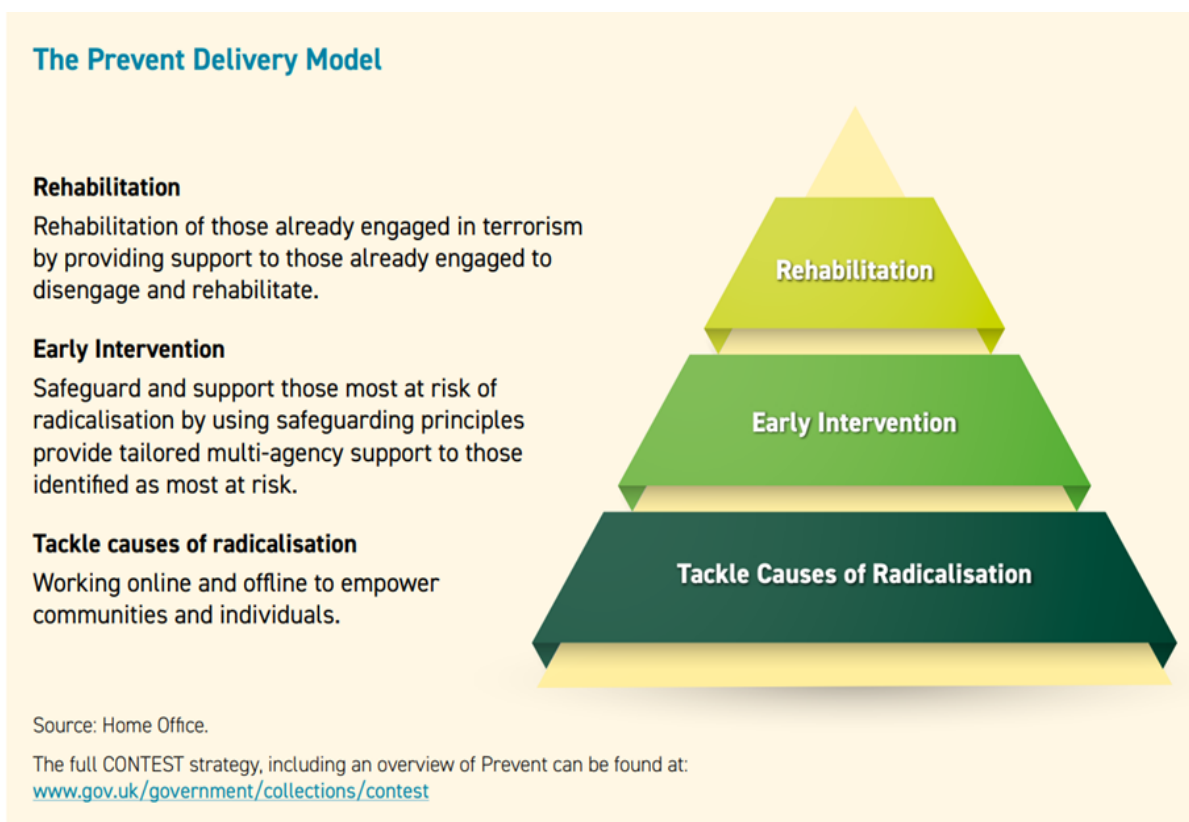 The Prevent Delivery Model
Rehabilitation
Rehabilitation of those already engaged in terrorism
by providing support to those already engaged to
disengage and rehabilitate.
Early Intervention
Safeguard and support those most at risk of
radicalisation by using safeguarding principles
provide tailored multi-agency support to those
identified as most at risk.
Tackle causes of radicalisation
Working online and offline to empower
communities and individuals.
Rehabilitation
Early Intervention
Tackle Causes of Radicalisation
Source: Home Office.
The full CONTEST strategy, including an overview of Prevent can be found at:
www.gov.uk/government/collections/contest